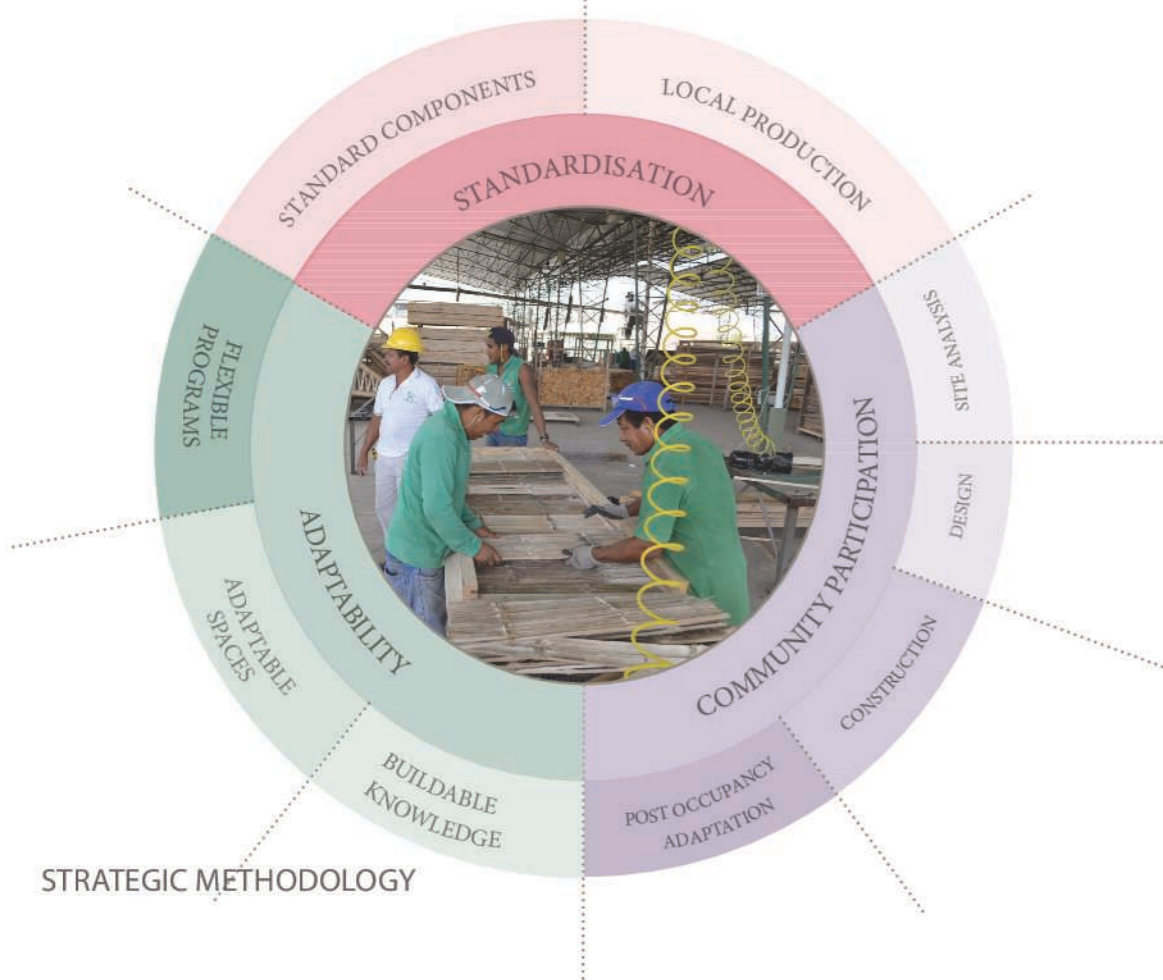 STANDARD COMPONENTS
LOCAL PRODUCTION
STANDARDISATION
SITE ANALYSIS
DESIGN
CONSTRUCTION
POST OCCUPANCY
ADAPTATION
COMMUNITY PARTICIPATION
BUILDABLE
KNOWLEDGE
ADAPTABLE
SPACES
FLEXIBLE
PROGRAMS
ADAPTABILITY
STRATEGIC METHODOLOGY